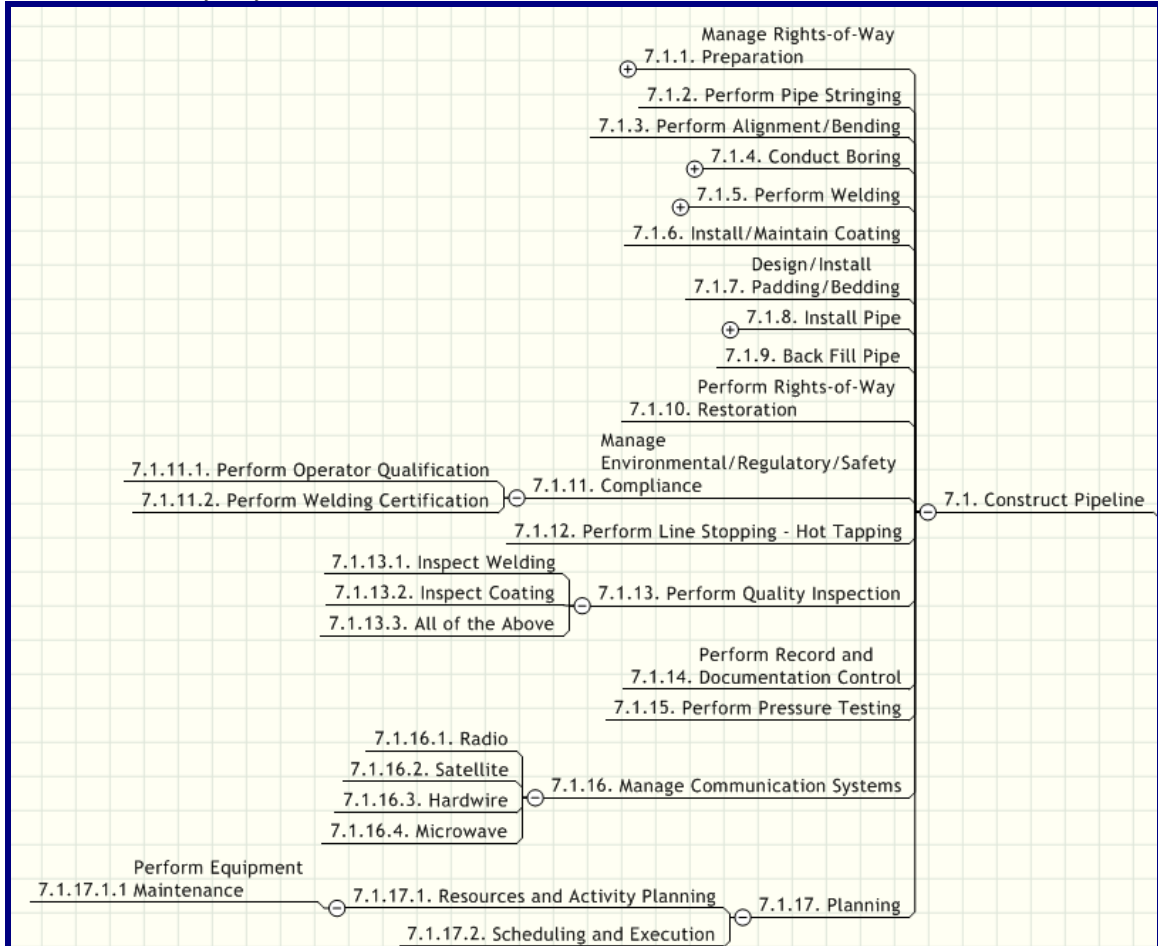 Manage Rights-of-Way
7.1.1. Preparation
7.1.2. Perform Pipe Stringing
7.1.3. Perform Alignment/Bending
7.1.4. Conduct Boring
7.1.5. Perform Welding
7.1.6. Install/Maintain Coating
Design/Install
7.1.7. Padding/Bedding
7.1.8. Install Pipe
7.1.9. Back Fill Pipe
Perform Rights-of-Way
7.1.10. Restoration
Manage
Environmental/Regulatory/Safety
7.1.11. Compliance
7.1.11.1. Perform Operator Qualification
7.1.11.2. Perform Welding Certification
7.1. Construct Pipeline
7.1.12. Perform Line Stopping - Hot Tapping
7.1.13.1. Inspect Welding
7.1.13.2. Inspect Coating
7.1.13.3. All of the Above
7.1.13. Perform Quality Inspection
Perform Record and
7.1.14. Documentation Control
7.1.15. Perform Pressure Testing
7.1.16.1. Radio
7.1.16.2. Satellite
7.1.16.3. Hardwire
7.1.16.4. Microwave
7.1.16. Manage Communication Systems
Perform Equipment
7.1.17.1.1 Maintenance
7.1.17.1. Resources and Activity Planning
7.1.17.2. Scheduling and Execution
7.1.17. Planning